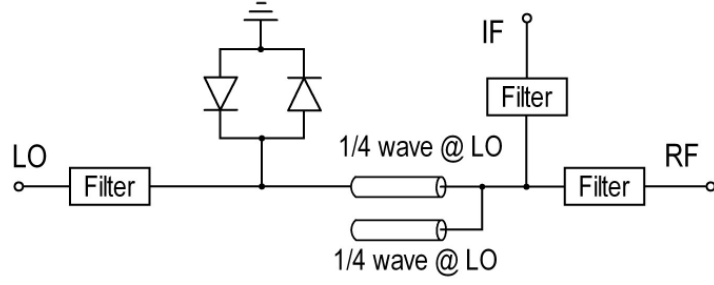 IF
Filter
1/4 wave @ LO
LO
RF
Filter
Filter
1/4 wave @ LO